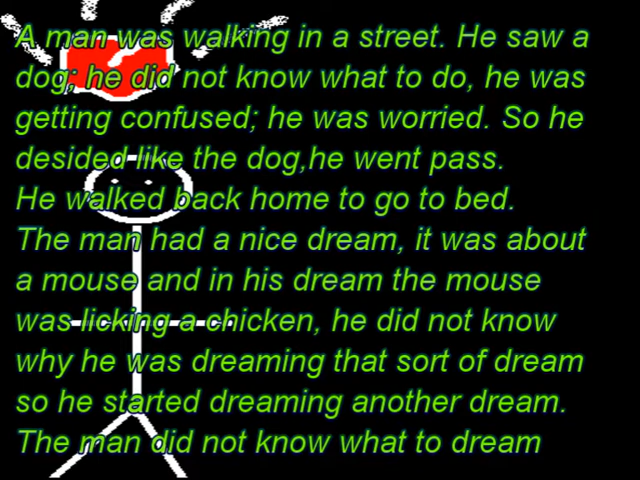 A man was walking in a street. He saw a
dog; he did not know what to do, he was
getting confused; he was worried. So he
desided like the dog,he went pass.
He walked back home to go to bed.
The man had a nice dream, it was about
a mouse and in his dream the mouse
was licking a chicken, he did not know
why he was dreaming that sort of dream
so he started dreaming another dream.
The man did not know what to dream